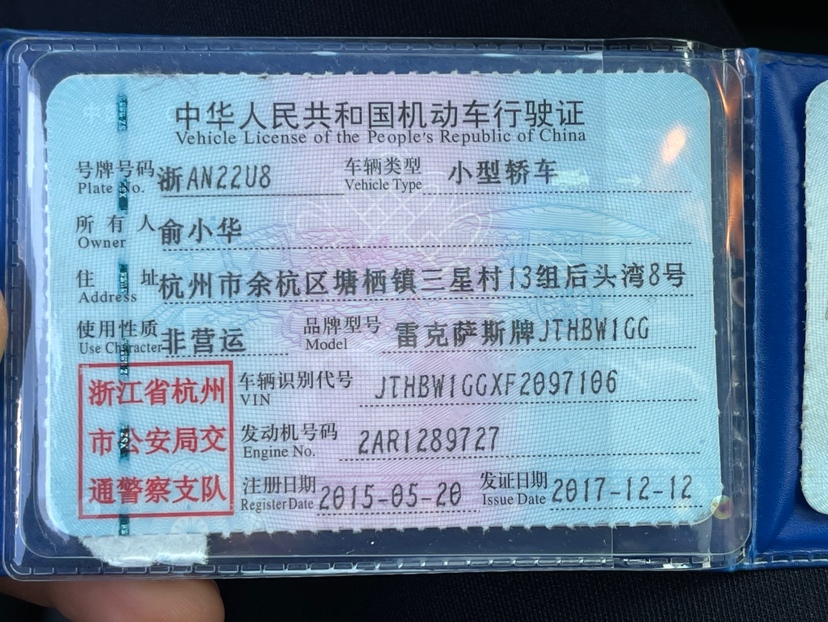 中华人民共和国机动车行驶证
Vehicle License of the People's Republic of China
号牌号码 浙AN22U8 车辆类型 小型轿车
Plate No. Vehicle Type
所有人 俞小华
Owner
住址 杭州市余杭区塘栖镇三星村13组后头湾8号
Address
使用性质 非营运 品牌型号 雷克萨斯牌JTHBW1GG
Use Character Model
浙江省杭州
市公安局交
通警察支队
车辆识别代号 JTHBW1GGXF2097106
VIN
发动机号码 2AR1289727
Engine No.
注册日期 2015-05-20 发证日期 2017-12-12
Register Date Issue Date